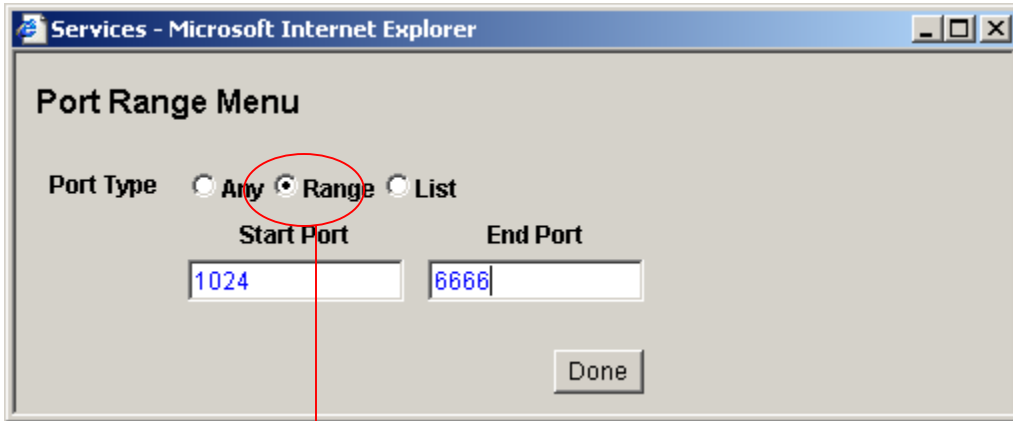 Services - Microsoft Internet Explorer
Port Range Menu
Port Type Any Range List
Start Port End Port
1024 6666
Done